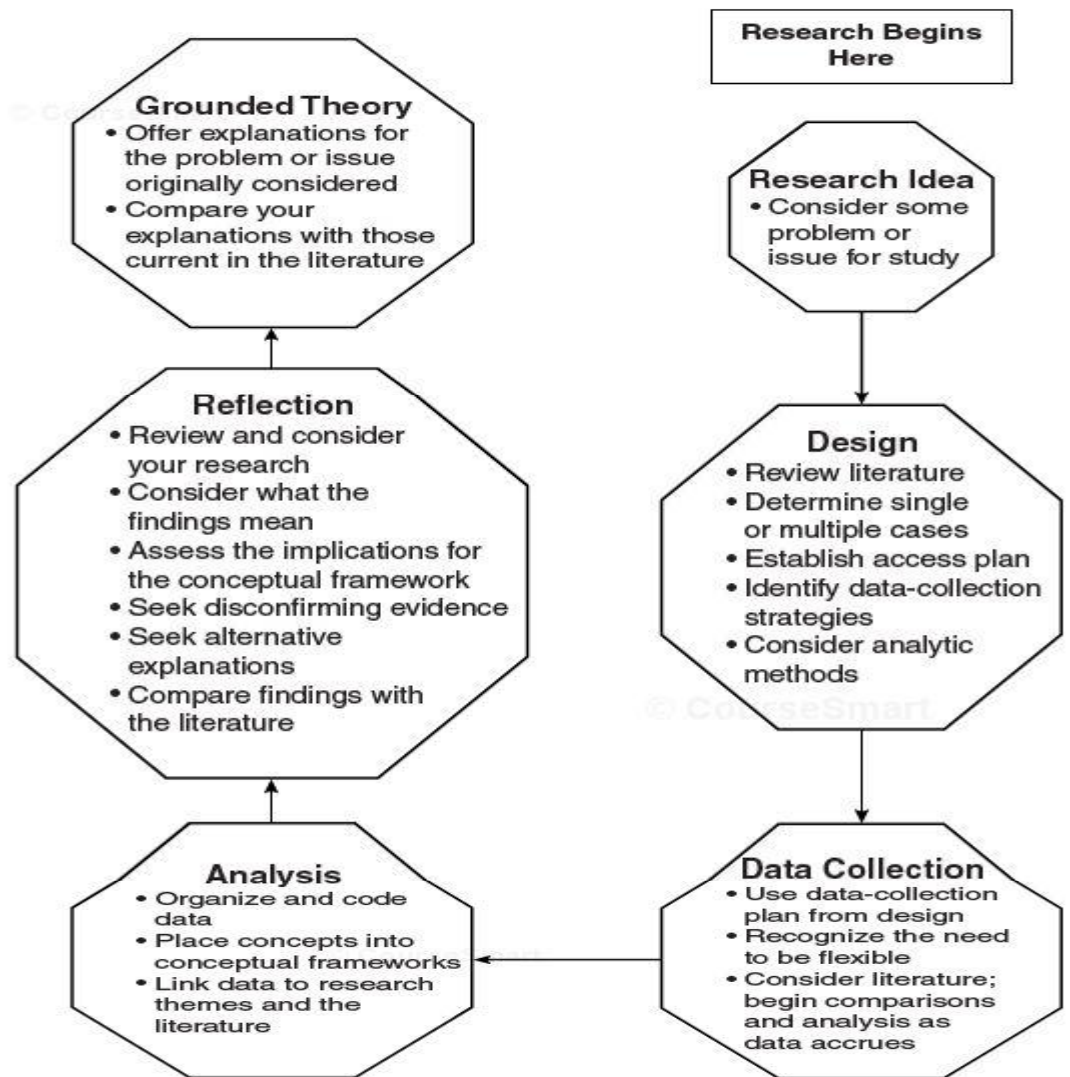 Research Begins
Here
Research Idea
• Consider some
problem or
issue for study
Design
• Review literature
• Determine single
or multiple cases
• Establish access plan
• Identify data-collection
strategies
• Consider analytic
methods
© CourseSmart
Data Collection
• Use data-collection
plan from design
• Recognize the need
to be flexible
• Consider literature;
begin comparisons
and analysis as
data accrues
Analysis
• Organize and code
data
• Place concepts into
conceptual frameworks
• Link data to research
themes and the
literature
Reflection
• Review and consider
your research
• Consider what the
findings mean
• Assess the implications for
the conceptual framework
• Seek disconfirming evidence
• Seek alternative
explanations
• Compare findings with
the literature
Grounded Theory
• Offer explanations for
the problem or issue
originally considered
• Compare your
explanations with those
current in the literature